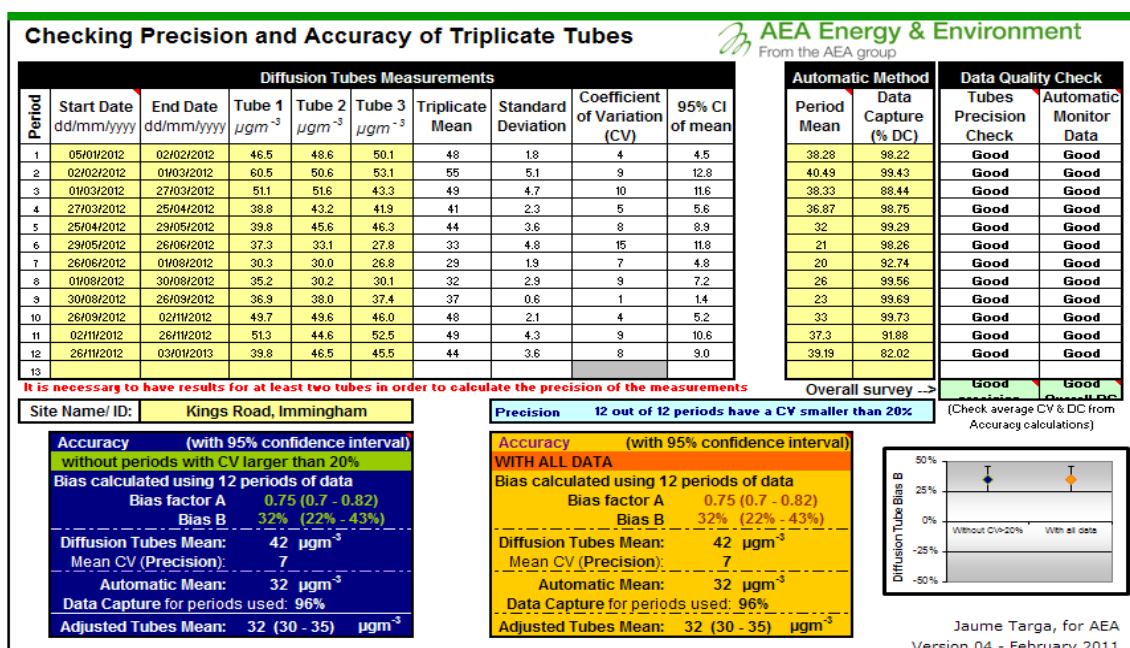 Checking Precision and Accuracy of Triplicate Tubes
AEA Energy & Environment
From the AEA group
Diffusion Tubes Measurements
Automatic Method
Data Quality Check
Period
Start Date dd/mm/yyyy
End Date dd/mm/yyyy
Tube 1 µgm-3
Tube 2 µgm-3
Tube 3 µgm-3
Triplicate Mean
Standard Deviation
Coefficient of Variation (CV)
95% CI of mean
Period Mean
Data Capture (% DC)
Tubes Precision Check
Automatic Monitor Data
1 05/01/2012 02/02/2012 46.5 48.6 50.1 48 1.8 4 4.5 38.28 98.22 Good Good
2 02/02/2012 01/03/2012 60.5 50.6 53.1 55 5.1 9 12.8 40.49 99.43 Good Good
3 01/03/2012 27/03/2012 51.1 51.6 43.3 49 4.7 10 11.6 38.33 88.44 Good Good
4 27/03/2012 25/04/2012 38.8 43.2 41.9 41 2.3 5 5.6 36.87 98.75 Good Good
5 25/04/2012 29/05/2012 39.8 45.6 46.3 44 3.6 8 8.9 32 99.29 Good Good
6 29/05/2012 26/06/2012 37.3 33.1 27.8 33 4.8 15 11.8 21 98.26 Good Good
7 26/06/2012 01/08/2012 30.3 30.0 26.8 29 1.9 7 4.8 20 92.74 Good Good
8 01/08/2012 30/08/2012 35.2 30.2 30.1 32 2.9 9 7.2 26 99.56 Good Good
9 30/08/2012 26/09/2012 36.9 38.0 37.4 37 0.6 1 1.4 23 99.69 Good Good
10 26/09/2012 02/11/2012 49.7 49.6 46.0 48 2.1 4 5.2 33 99.73 Good Good
11 02/11/2012 26/11/2012 51.3 44.6 52.5 49 4.3 9 10.6 37.3 91.88 Good Good
12 26/11/2012 03/01/2013 39.8 46.5 45.5 44 3.6 8 9.0 39.19 82.02 Good Good
13
It is necessary to have results for at least two tubes in order to calculate the precision of the measurements
Overall survey -->
Good
Good
Site Name/ ID: Kings Road, Immingham
Precision 12 out of 12 periods have a CV smaller than 20%
(Check average CV & DC from Accuracy calculations)
Accuracy (with 95% confidence interval)
without periods with CV larger than 20%
Bias calculated using 12 periods of data
Bias factor A 0.75 (0.7 - 0.82)
Bias B 32% (22% - 43%)
Diffusion Tubes Mean: 42 µgm-3
Mean CV (Precision): 7
Automatic Mean: 32 µgm-3
Data Capture for periods used: 96%
Adjusted Tubes Mean: 32 (30 - 35) µgm-3
Accuracy (with 95% confidence interval)
WITH ALL DATA
Bias calculated using 12 periods of data
Bias factor A 0.75 (0.7 - 0.82)
Bias B 32% (22% - 43%)
Diffusion Tubes Mean: 42 µgm-3
Mean CV (Precision): 7
Automatic Mean: 32 µgm-3
Data Capture for periods used: 96%
Adjusted Tubes Mean: 32 (30 - 35) µgm-3
Diffusion Tube Bias B
50%
25%
0%
-25%
-50%
Without CV>20%
With all data
Jaume Targa, for AEA
Version 04 - February 2011